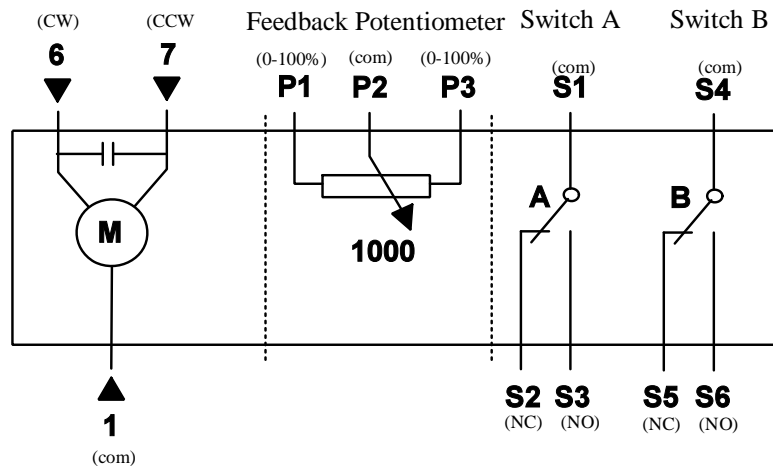 Feedback Potentiometer Switch A Switch B
(CW) (CCW
6 7
(0-100%) (com) (0-100%) (com) (com)
P1 P2 P3 S1 S4
A B
M
1000
S2 S3 S5 S6
(NC) (NO) (NC) (NO)
1
(com)